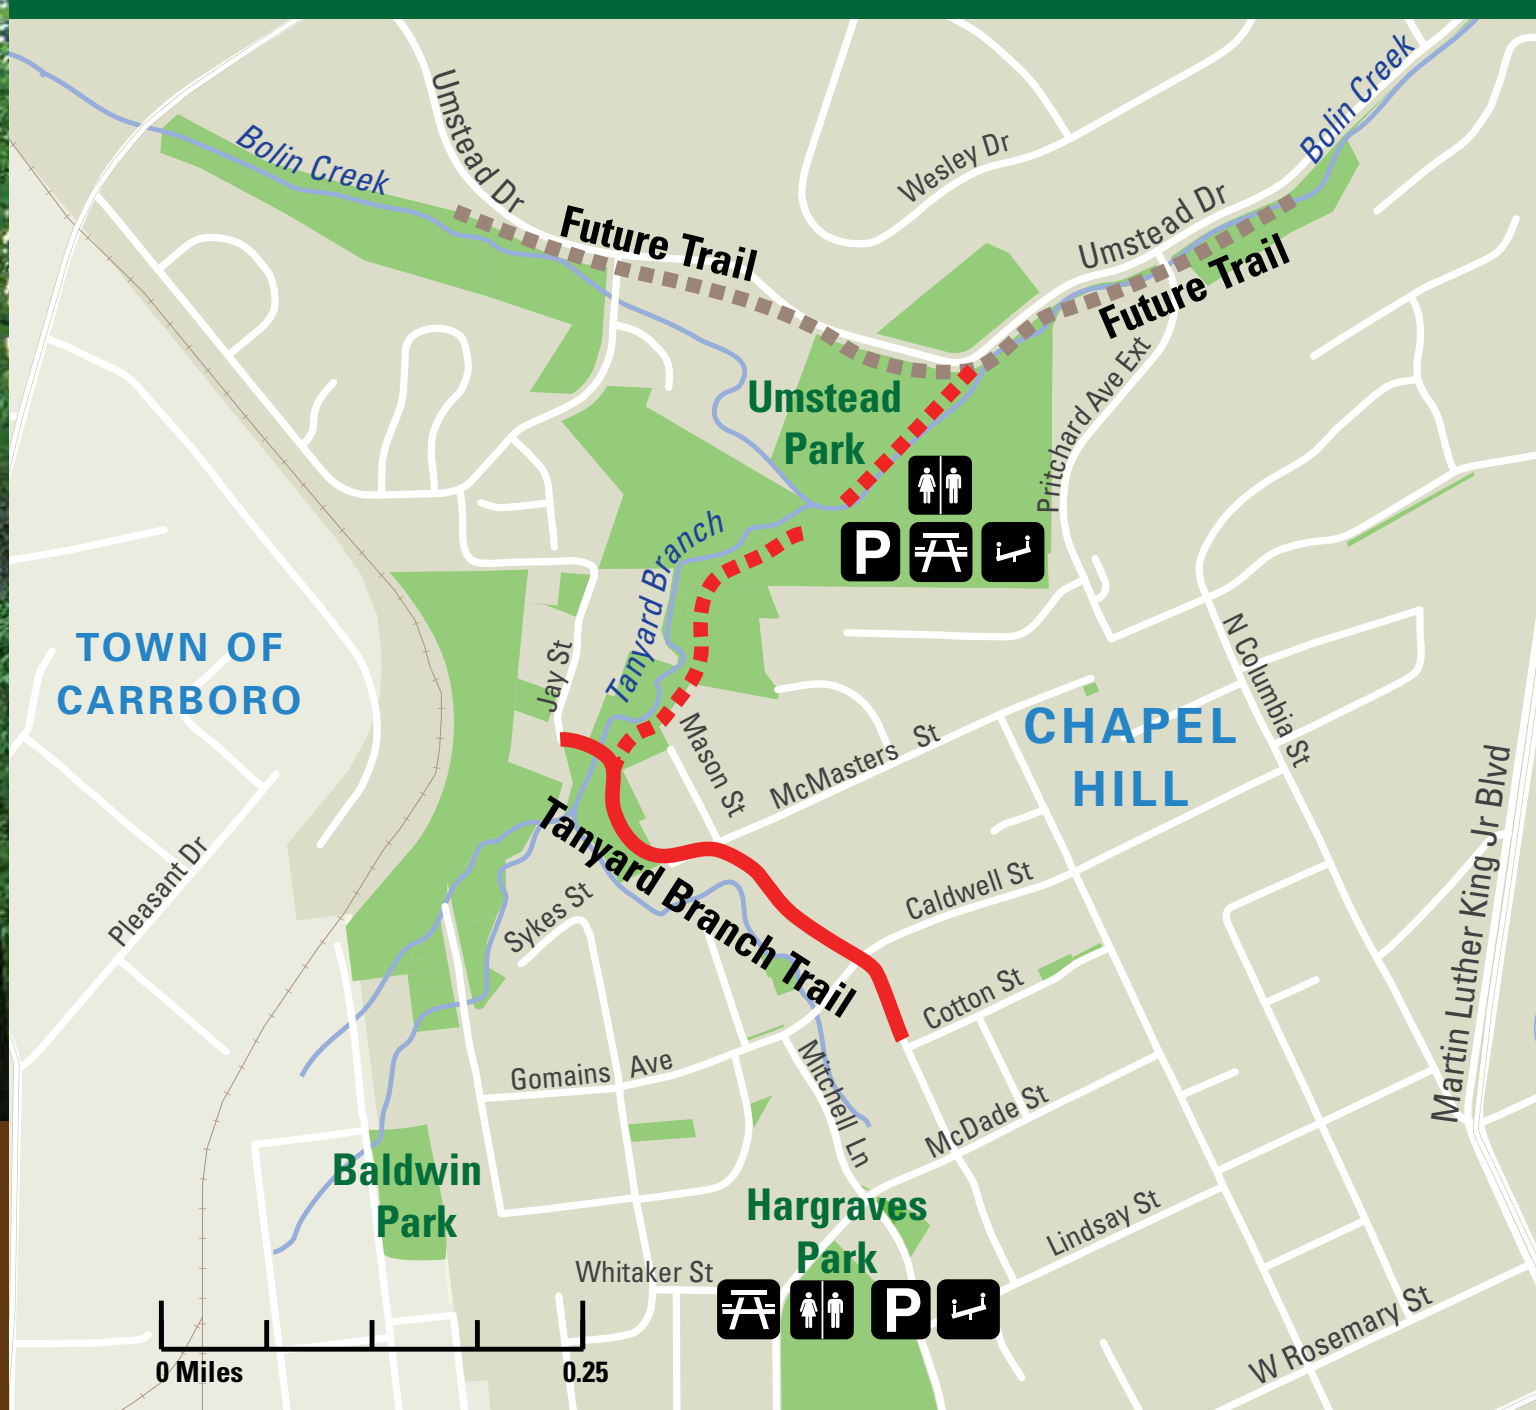 Bolin Creek
Umstead Dr
Future Trail
Wesley Dr
Umstead Dr
Bolin Creek
Future Trail
Umstead
Park
Pritchard Ave Ext
P
Tanyard Branch
Jay St
TOWN OF
CARRBORO
N Columbia St
CHAPEL
HILL
Mason St
McMasters St
Martin Luther King Jr Blvd
Pleasant Dr
Tanyard Branch Trail
Sykes St
Caldwell St
Cotton St
Gomains Ave
Mitchell Ln
McDade St
Baldwin
Park
Hargraves
Park
Lindsay St
Whitaker St
P
W Rosemary St
0 Miles 0.25